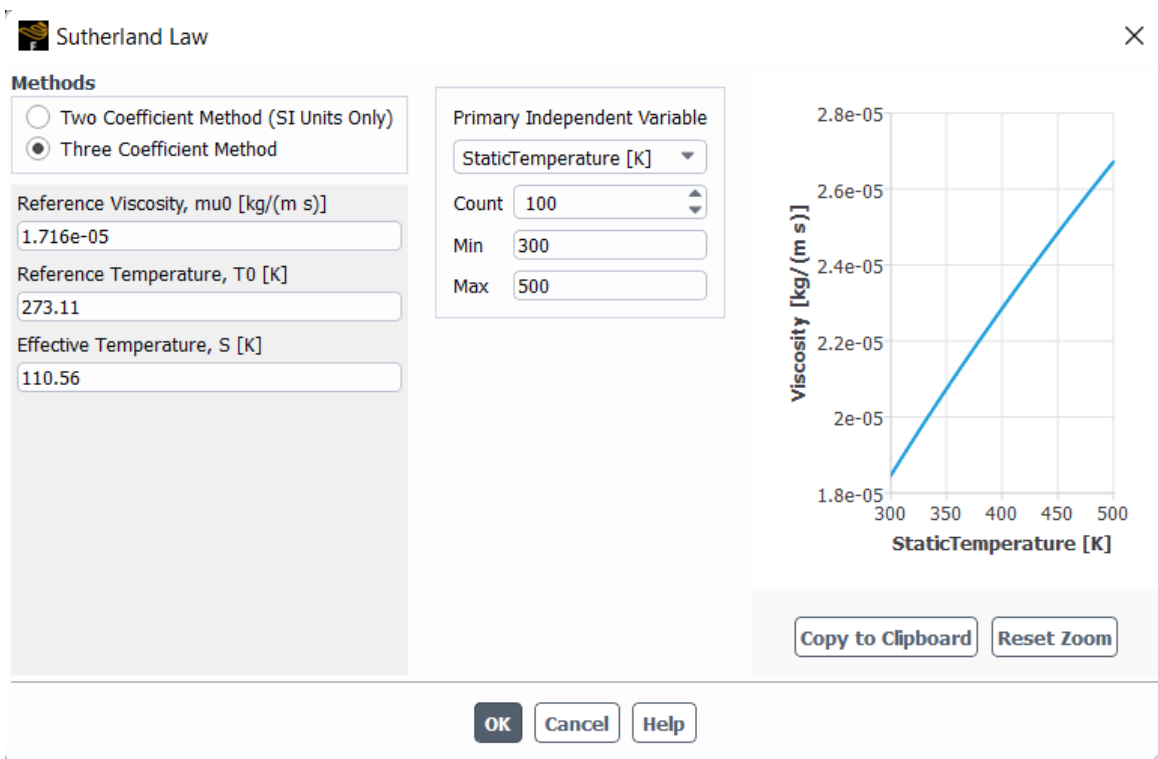 Sutherland Law
Methods
Two Coefficient Method (SI Units Only)
Three Coefficient Method
Reference Viscosity, mu0 [kg/(m s)]
1.716e-05
Reference Temperature, T0 [K]
273.11
Effective Temperature, S [K]
110.56
Primary Independent Variable
StaticTemperature [K]
Count 100
Min 300
Max 500
Viscosity [kg/(m s)]
2.8e-05
2.6e-05
2.4e-05
2.2e-05
2e-05
1.8e-05
300 350 400 450 500
StaticTemperature [K]
Copy to Clipboard Reset Zoom
OK Cancel Help